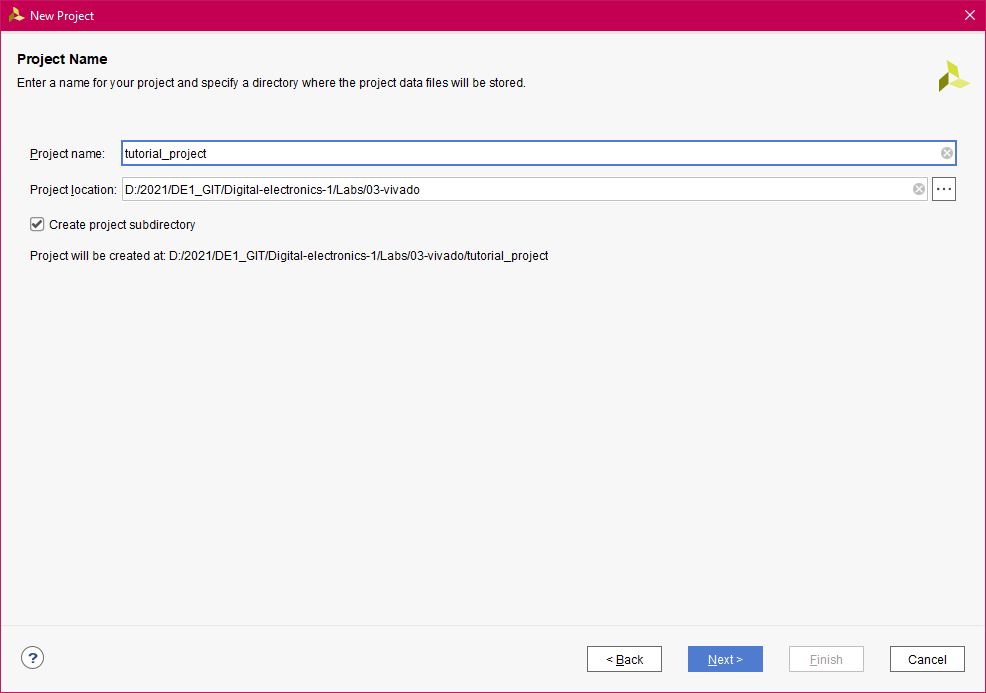 New Project
Project Name
Enter a name for your project and specify a directory where the project data files will be stored.
Project name: tutorial_project
Project location: D:/2021/DE1_GIT/Digital-electronics-1/Labs/03-vivado ...
Create project subdirectory
Project will be created at: D:/2021/DE1_GIT/Digital-electronics-1/Labs/03-vivado/tutorial_project
? < Back Next > Finish Cancel